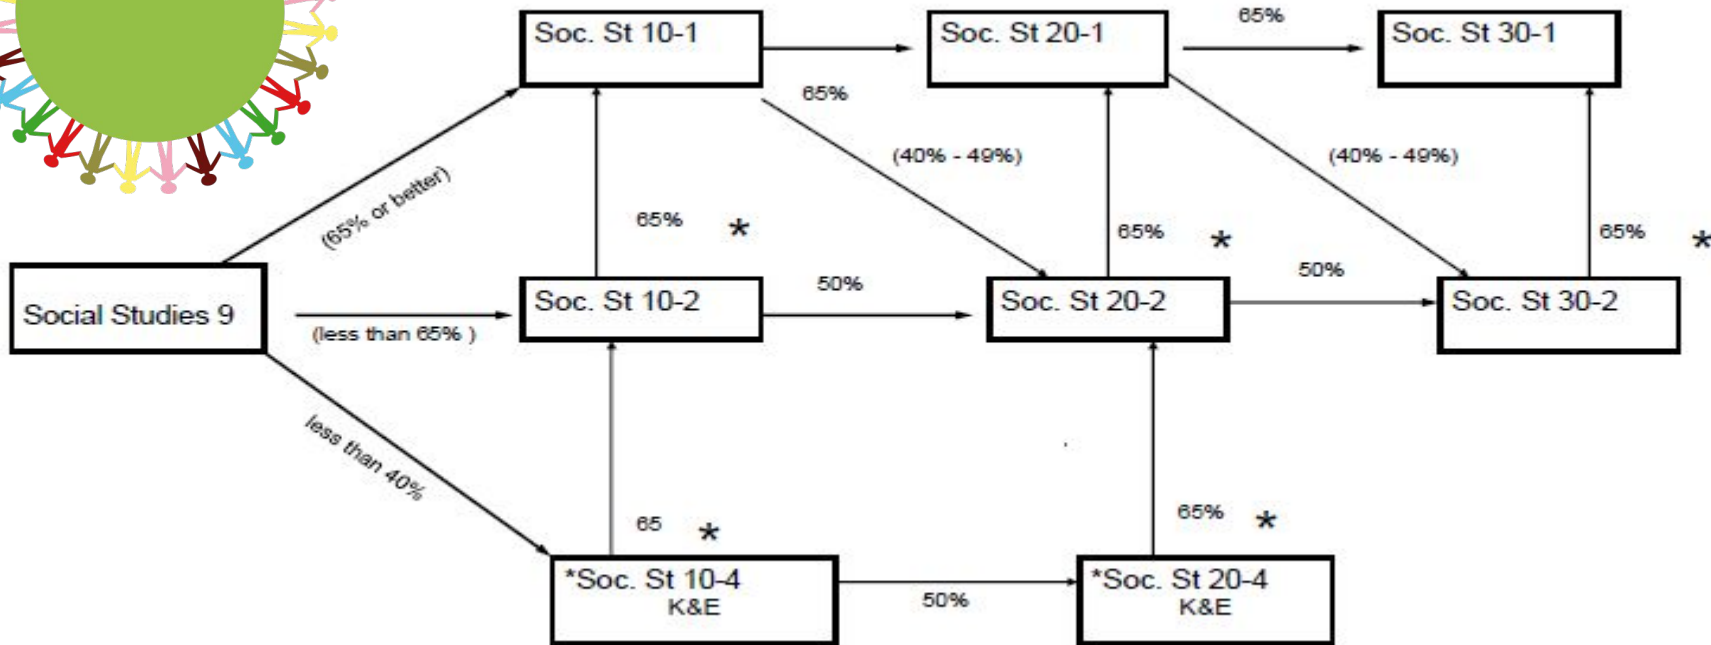 Soc. St 10-1
Soc. St 20-1
65%
Soc. St 30-1
65%
(40% - 49%)
(40% - 49%)
(65% or better)
65% *
65% *
65% *
Social Studies 9
(less than 65% )
Soc. St 10-2
50%
Soc. St 20-2
50%
Soc. St 30-2
less than 40%
65 *
65% *
*Soc. St 10-4
K&E
50%
*Soc. St 20-4
K&E